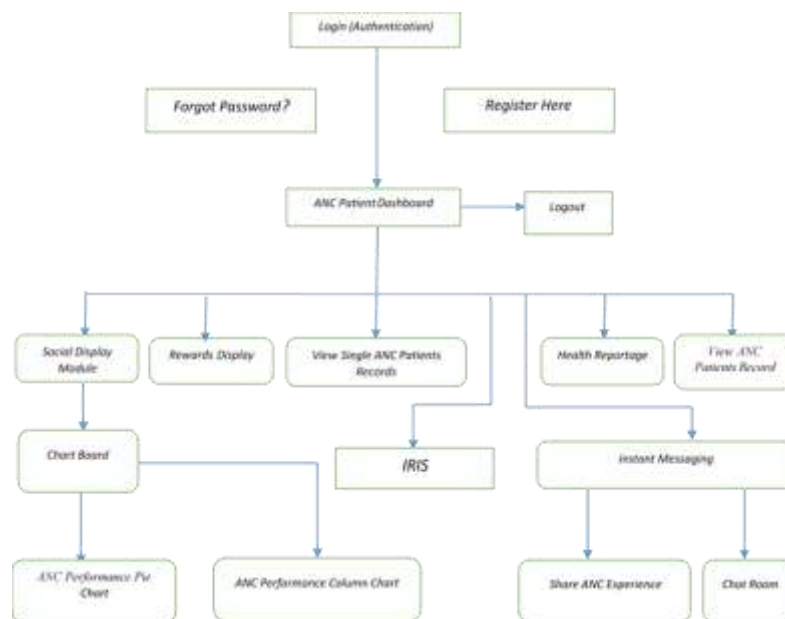 Login (Authentication)
Forgot Password?
Register Here
ANC Patient Dashboard
Logout
Social Display
Module
Rewards Display
View Single ANC Patients
Records
Health Reportage
View ANC
Patients Record
Chart Board
IRIS
Instant Messaging
ANC Performance Pie
Chart
ANC Performance Column Chart
Share ANC Experience
Chat Room